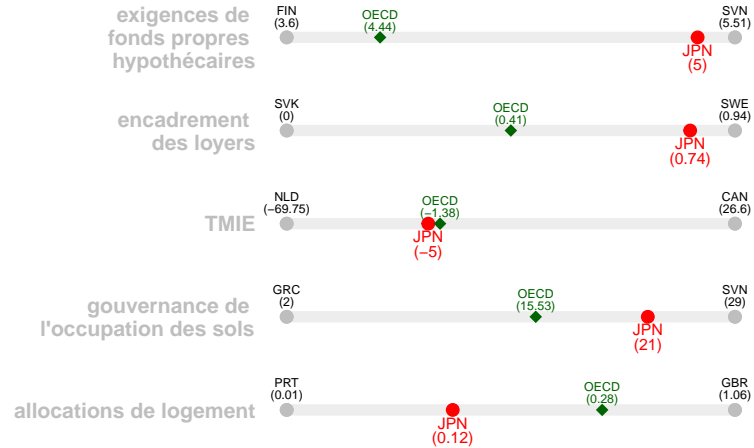 exigences de
fonds propres
hypothécaires
FIN
(3.6)
OECD
(4.44)
JPN
(5)
SVN
(5.51)
encadrement
des loyers
SVK
(0)
OECD
(0.41)
JPN
(0.74)
SWE
(0.94)
TMIE
NLD
(−69.75)
JPN
(−5)
OECD
(−1.38)
CAN
(26.6)
gouvernance de
l'occupation des sols
GRC
(2)
OECD
(15.53)
JPN
(21)
SVN
(29)
allocations de logement
PRT
(0.01)
JPN
(0.12)
OECD
(0.28)
GBR
(1.06)